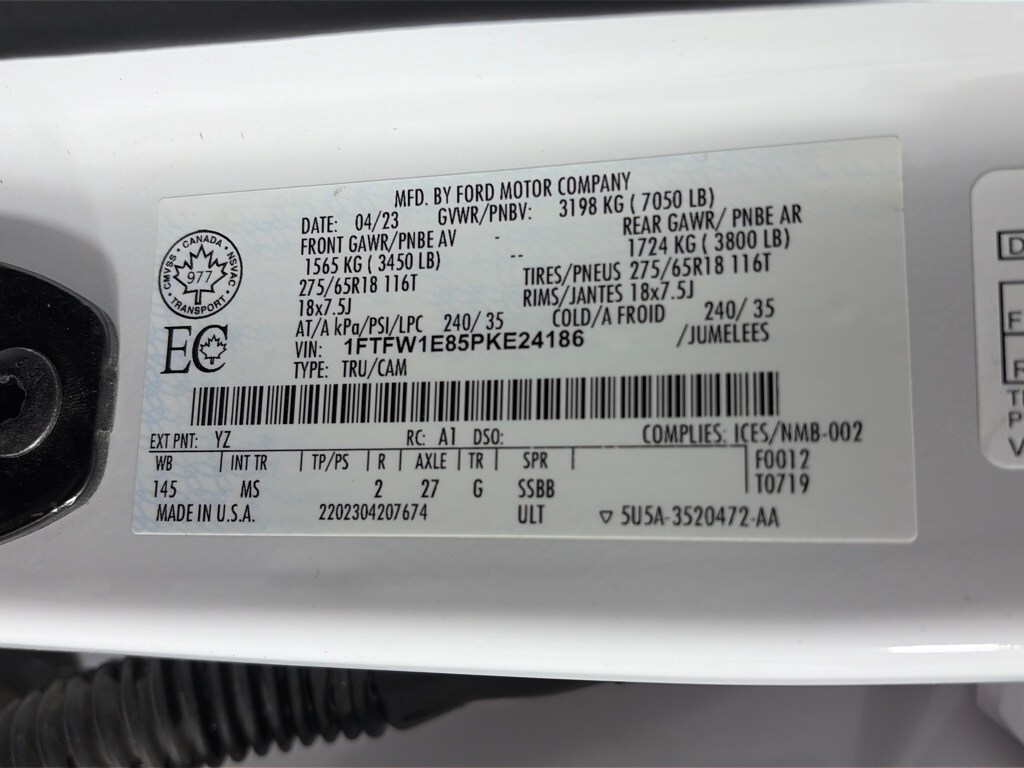 MFD. BY FORD MOTOR COMPANY
DATE: 04/23 GVWR/PNBV: 3198 KG ( 7050 LB)
FRONT GAWR/PNBE AV - REAR GAWR/ PNBE AR
1565 KG ( 3450 LB) -- 1724 KG ( 3800 LB)
275/65R18 116T TIRES/PNEUS 275/65R18 116T
18x7.5J RIMS/JANTES 18x7.5J
AT/A kPa/PSI/LPC 240/ 35 COLD/A FROID 240/ 35
VIN: 1FTFW1E85PKE24186 /JUMELEES
TYPE: TRU/CAM
CANADA
CMVSS
NSVAC
977
TRANSPORT
EC
EXT PNT: YZ RC: A1 DSO: COMPLIES: ICES/NMB-002
WB | INT TR | TP/PS | R | AXLE | TR | SPR | F0012
145 MS 2 27 G SSBB T0719
MADE IN U.S.A. 2202304207674 ULT ▽ 5U5A-3520472-AA
D
F
R
P
V